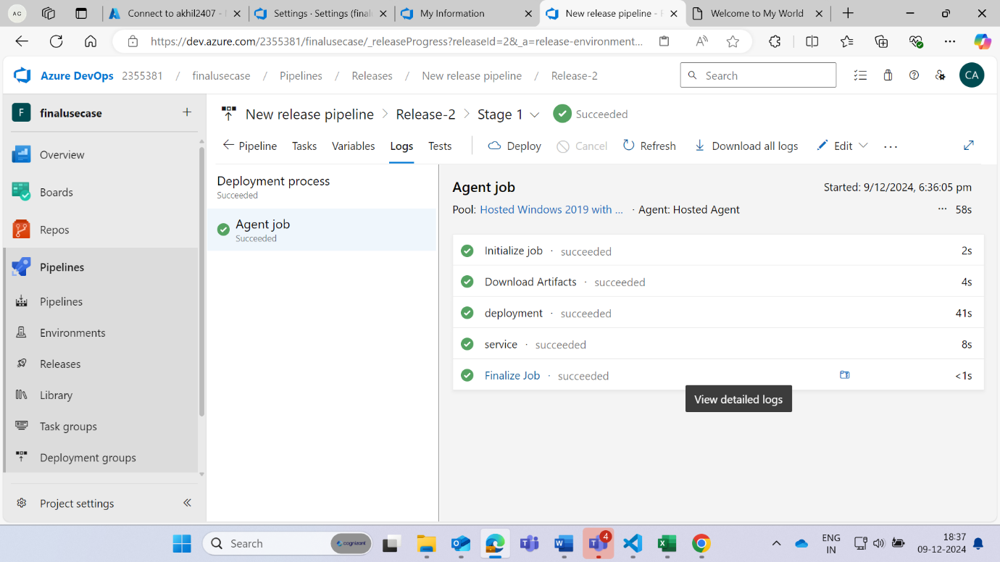 AC
Connect to akhil2407 -
Settings · Settings (final
My Information
New release pipeline -
Welcome to My World
https://dev.azure.com/2355381/finalusecase/_releaseProgress?releaseId=2&_a=release-environment...
Azure DevOps 2355381 / finalusecase / Pipelines / Releases / New release pipeline / Release-2
Search
CA
F finalusecase
Overview
Boards
Repos
Pipelines
Pipelines
Environments
Releases
Library
Task groups
Deployment groups
Project settings
New release pipeline > Release-2 > Stage 1 Succeeded
Pipeline Tasks Variables Logs Tests Deploy Cancel Refresh Download all logs Edit ...
Deployment process
Succeeded
Agent job
Succeeded
Agent job
Started: 9/12/2024, 6:36:05 pm
Pool: Hosted Windows 2019 with ... · Agent: Hosted Agent
... 58s
Initialize job · succeeded 2s
Download Artifacts · succeeded 4s
deployment · succeeded 41s
service · succeeded 8s
Finalize Job · succeeded <1s
View detailed logs
Search
cognizant
4
ENG
IN
18:37
09-12-2024